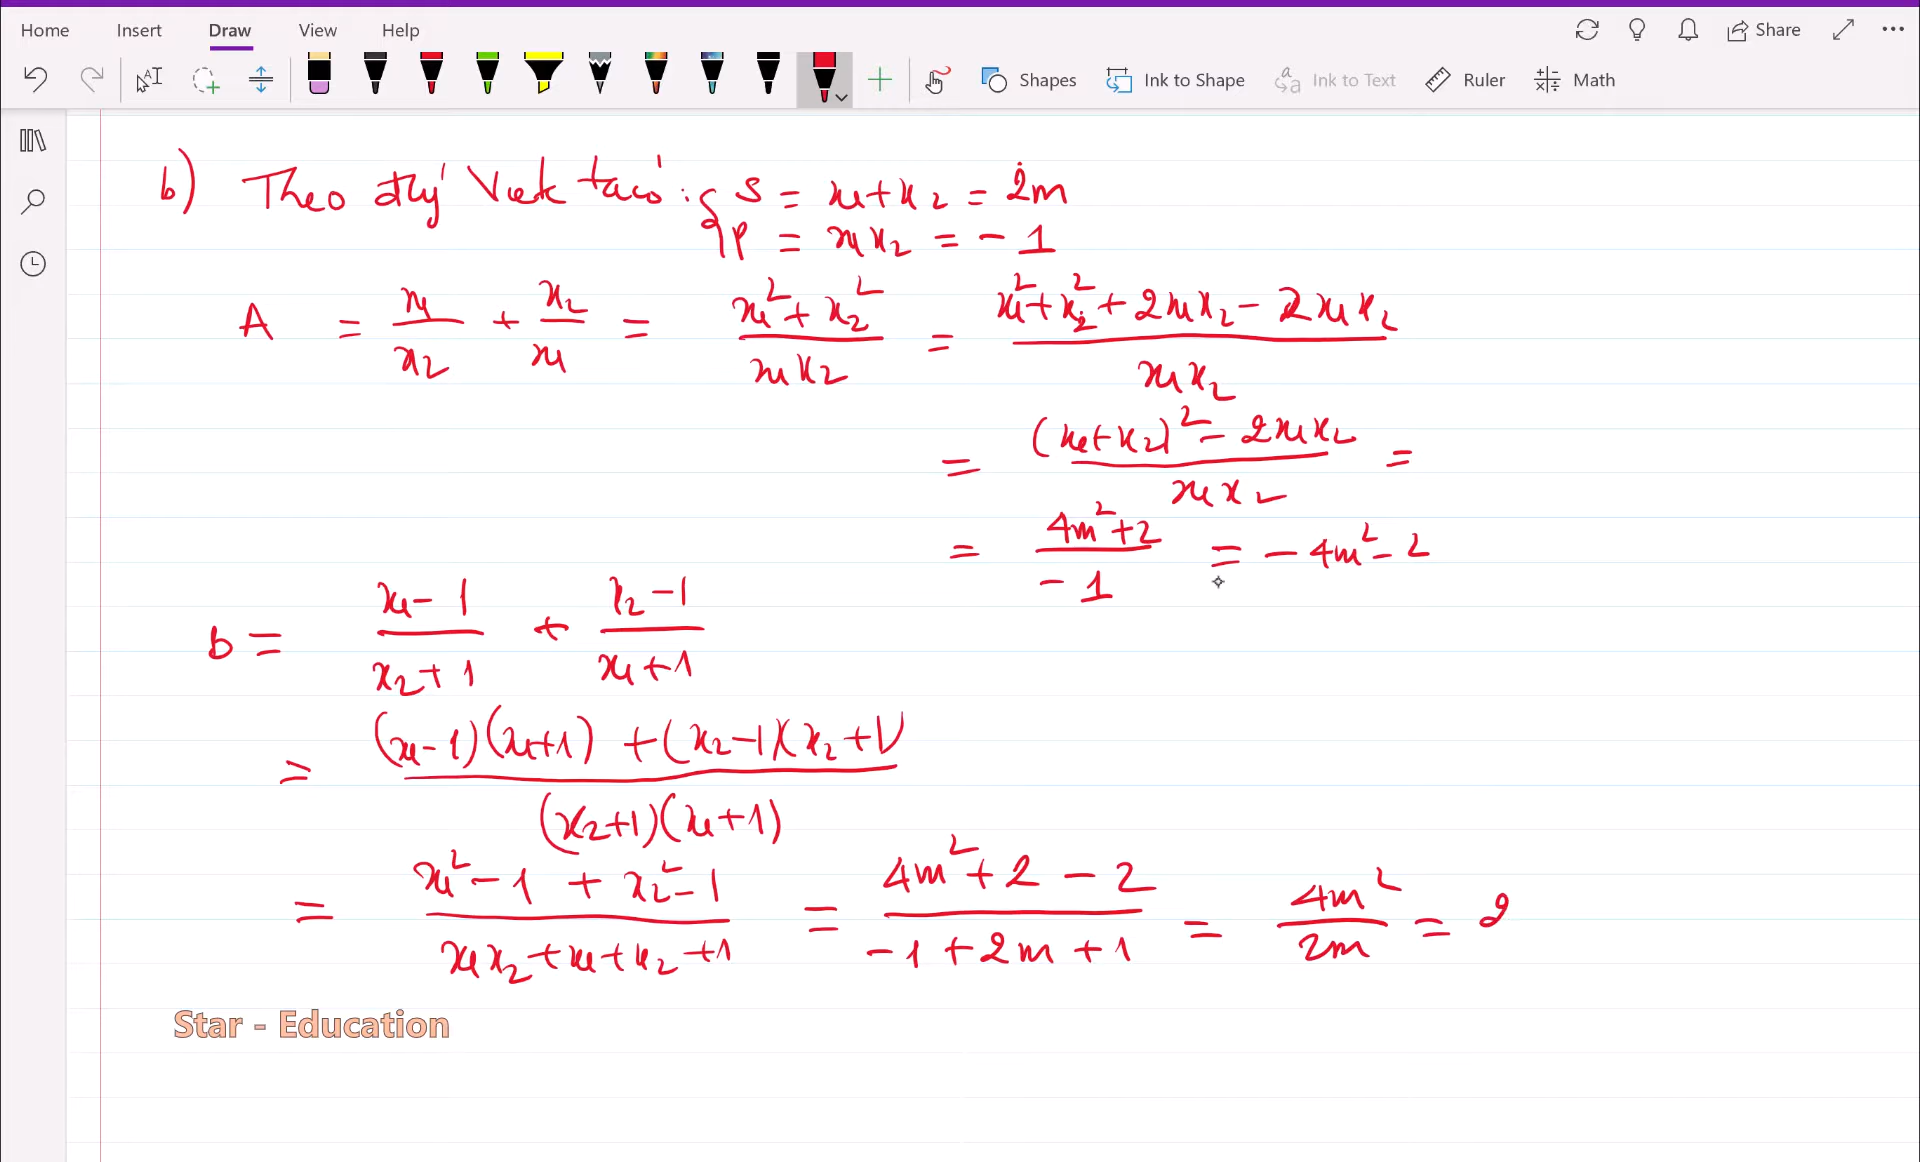 Home Insert Draw View Help Share
Shapes Ink to Shape Ink to Text Ruler Math
b) Theo đlý Viet ta có : { S = x₁+x₂ = 2m
P = x₁x₂ = - 1
A = x₁/x₂ + x₂/x₁ = (x₁²+x₂²)/(x₁x₂) = (x₁²+x₂²+2x₁x₂-2x₁x₂)/(x₁x₂)
= ((x₁+x₂)²-2x₁x₂)/(x₁x₂) =
= (4m²+2)/(-1) = -4m²-2
b = (x₁-1)/(x₂+1) + (x₂-1)/(x₁+1)
= ((x₁-1)(x₁+1)+(x₂-1)(x₂+1))/((x₂+1)(x₁+1))
= (x₁²-1+x₂²-1)/(x₁x₂+x₁+x₂+1) = (4m²+2-2)/(-1+2m+1) = 4m²/2m = 2
Star - Education